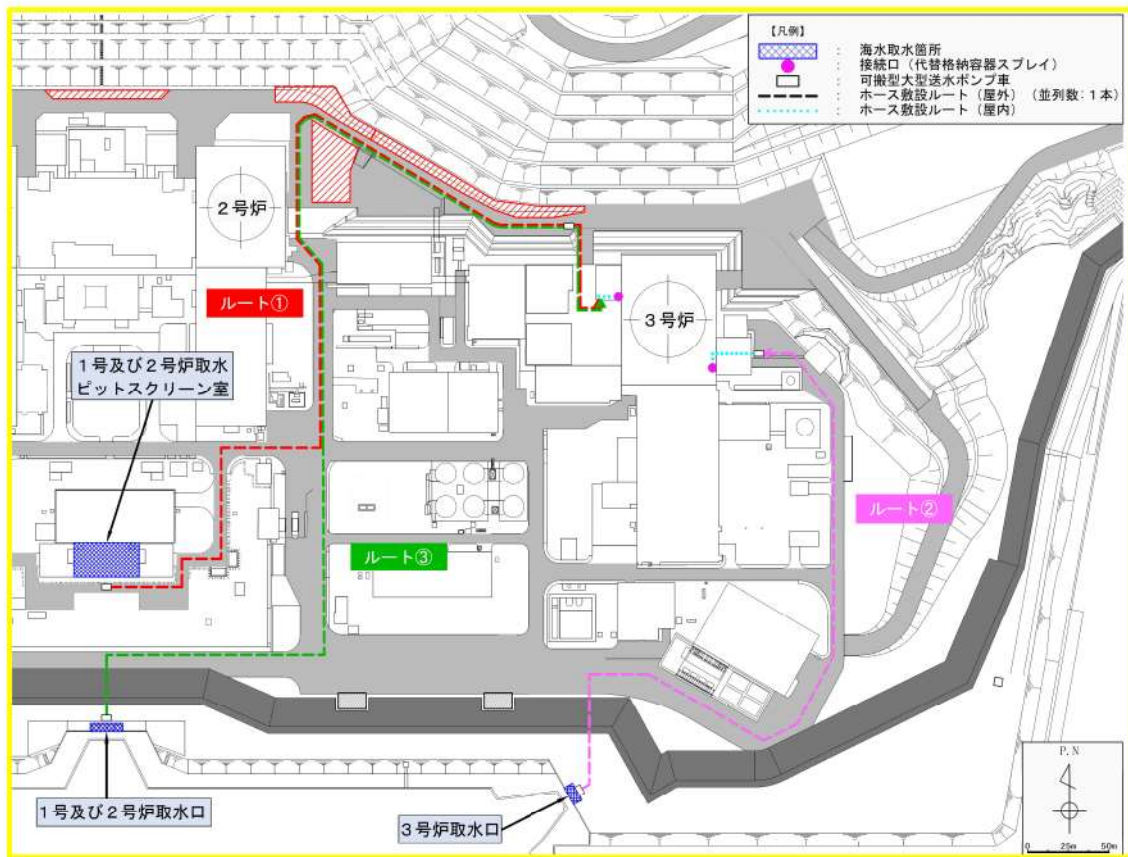 【凡例】
: 海水取水箇所
: 接続口(代替格納容器スプレイ)
: 可搬型大型送水ポンプ車
: ホース敷設ルート(屋外)(並列数:1本)
: ホース敷設ルート(屋内)
2号炉
ルート①
3号炉
1号及び2号炉取水
ピットスクリーン室
ルート②
ルート③
1号及び2号炉取水口
3号炉取水口
P.N
0 25m 50m